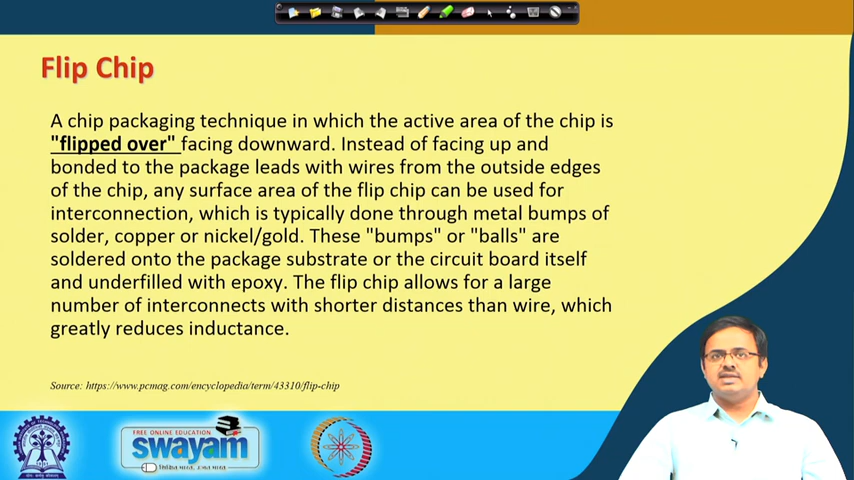 Flip Chip
A chip packaging technique in which the active area of the chip is
"flipped over" facing downward. Instead of facing up and
bonded to the package leads with wires from the outside edges
of the chip, any surface area of the flip chip can be used for
interconnection, which is typically done through metal bumps of
solder, copper or nickel/gold. These "bumps" or "balls" are
soldered onto the package substrate or the circuit board itself
and underfilled with epoxy. The flip chip allows for a large
number of interconnects with shorter distances than wire, which
greatly reduces inductance.
Source: https://www.pcmag.com/encyclopedia/term/43310/flip-chip
FREE ONLINE EDUCATION
swayam